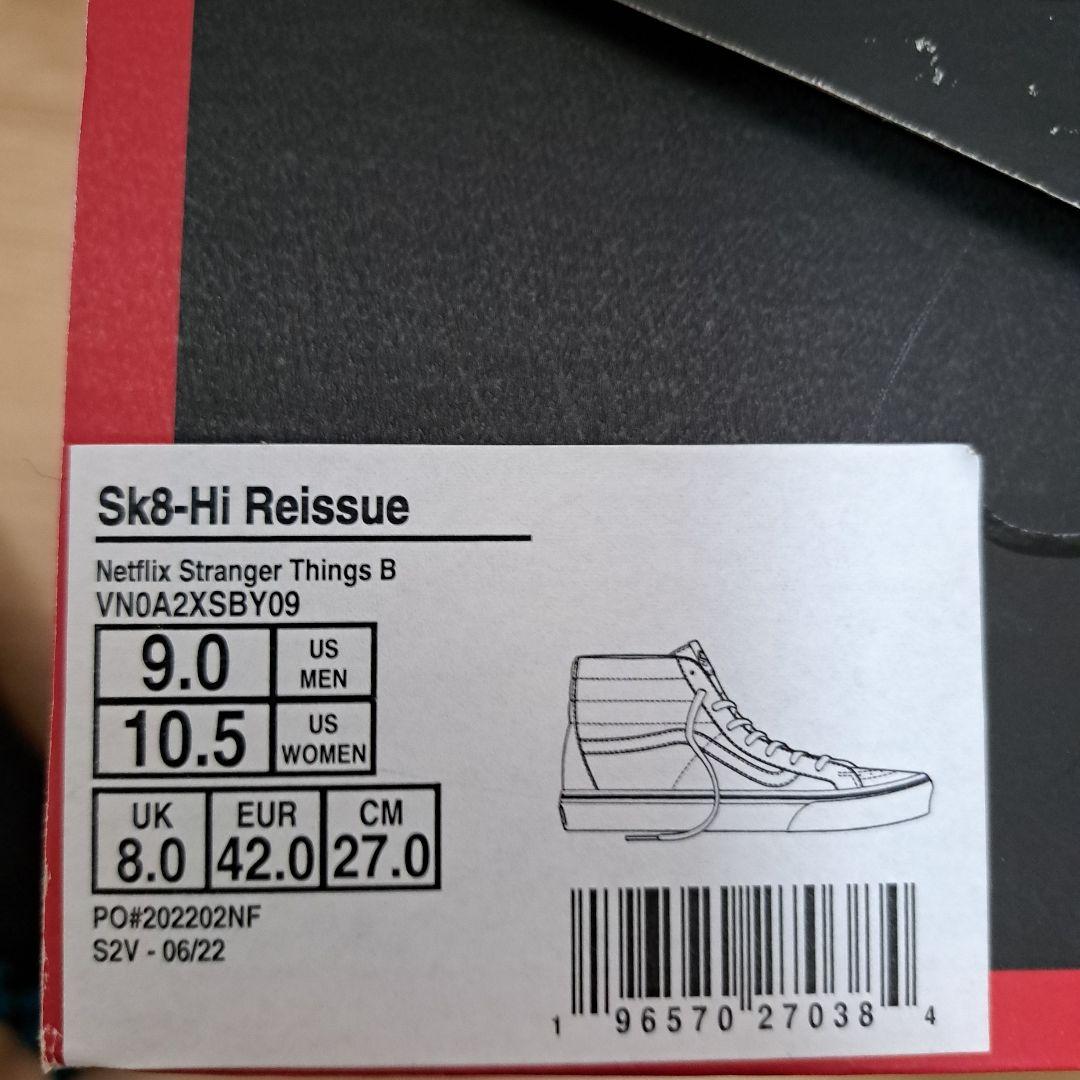 Sk8-Hi Reissue
Netflix Stranger Things B
VN0A2XSBY09
9.0 US MEN
10.5 US WOMEN
UK EUR CM
8.0 42.0 27.0
PO#202202NF
S2V - 06/22
1 96570 27038 4